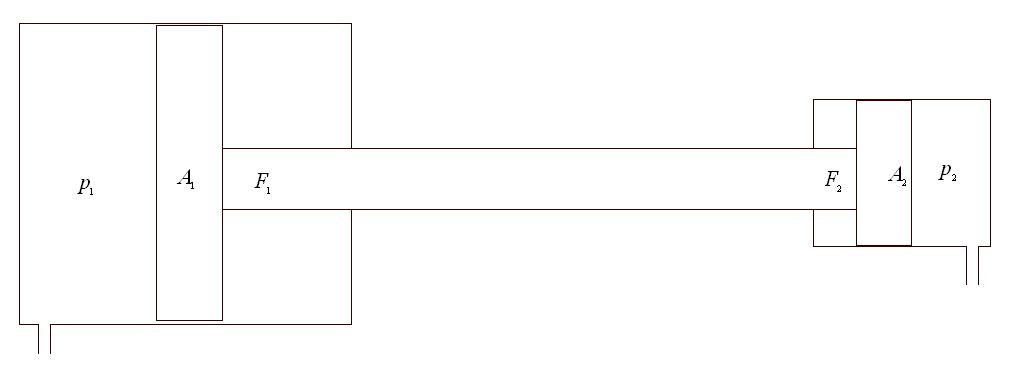 p₁ A₁ F₁ F₂ A₂ p₂